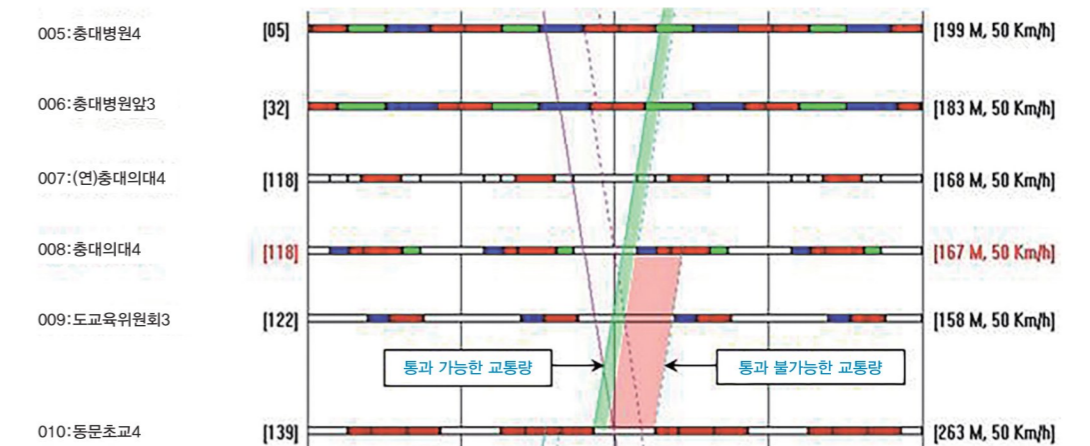 005:충대병원4 [05] [199 M, 50 Km/h]
006:충대병원앞3 [32] [183 M, 50 Km/h]
007:(연)충대의대4 [118] [168 M, 50 Km/h]
008:충대의대4 [118] [167 M, 50 Km/h]
009:도교육위원회3 [122] [158 M, 50 Km/h]
통과 가능한 교통량 통과 불가능한 교통량
010:동문초교4 [139] [263 M, 50 Km/h]